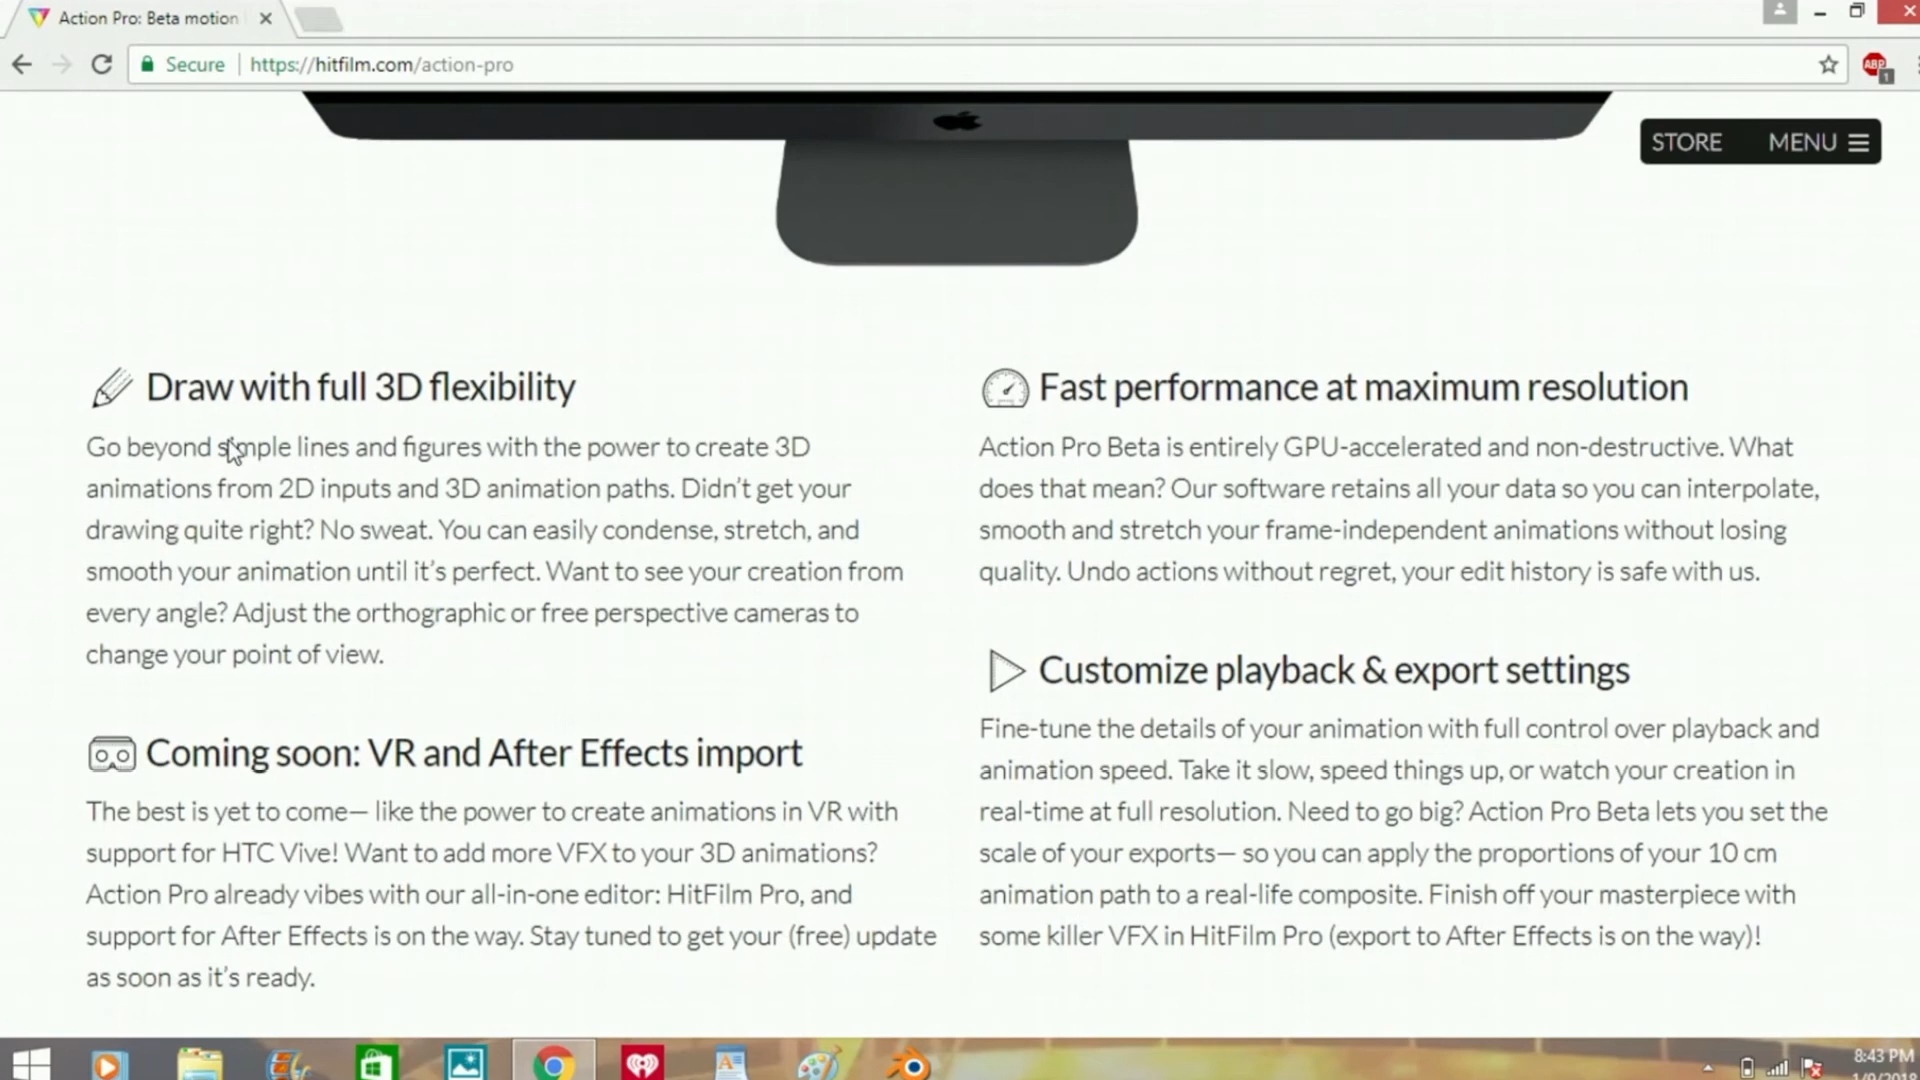 Action Pro: Beta motion
Secure
https://hitfilm.com/action-pro
ABP
1
STORE
MENU
Draw with full 3D flexibility
Go beyond simple lines and figures with the power to create 3D
animations from 2D inputs and 3D animation paths. Didn't get your
drawing quite right? No sweat. You can easily condense, stretch, and
smooth your animation until it's perfect. Want to see your creation from
every angle? Adjust the orthographic or free perspective cameras to
change your point of view.
Coming soon: VR and After Effects import
The best is yet to come— like the power to create animations in VR with
support for HTC Vive! Want to add more VFX to your 3D animations?
Action Pro already vibes with our all-in-one editor: HitFilm Pro, and
support for After Effects is on the way. Stay tuned to get your (free) update
as soon as it's ready.
Fast performance at maximum resolution
Action Pro Beta is entirely GPU-accelerated and non-destructive. What
does that mean? Our software retains all your data so you can interpolate,
smooth and stretch your frame-independent animations without losing
quality. Undo actions without regret, your edit history is safe with us.
Customize playback & export settings
Fine-tune the details of your animation with full control over playback and
animation speed. Take it slow, speed things up, or watch your creation in
real-time at full resolution. Need to go big? Action Pro Beta lets you set the
scale of your exports— so you can apply the proportions of your 10 cm
animation path to a real-life composite. Finish off your masterpiece with
some killer VFX in HitFilm Pro (export to After Effects is on the way)!
8:43 PM
1/9/2018